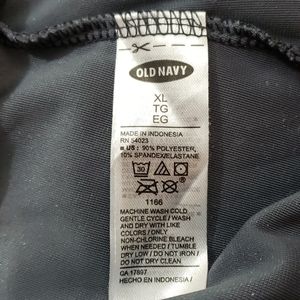 OLD NAVY
XL
TG
EG
MADE IN INDONESIA
RN 54023
US: 90% POLYESTER,
10% SPANDEX/ELASTANE
30
1166
MACHINE WASH COLD
GENTLE CYCLE / WASH
AND DRY WITH LIKE
COLORS / ONLY
NON-CHLORINE BLEACH
WHEN NEEDED / TUMBLE
DRY LOW / DO NOT IRON /
DO NOT DRY CLEAN
QA 17897
HECHO EN INDONESIA /